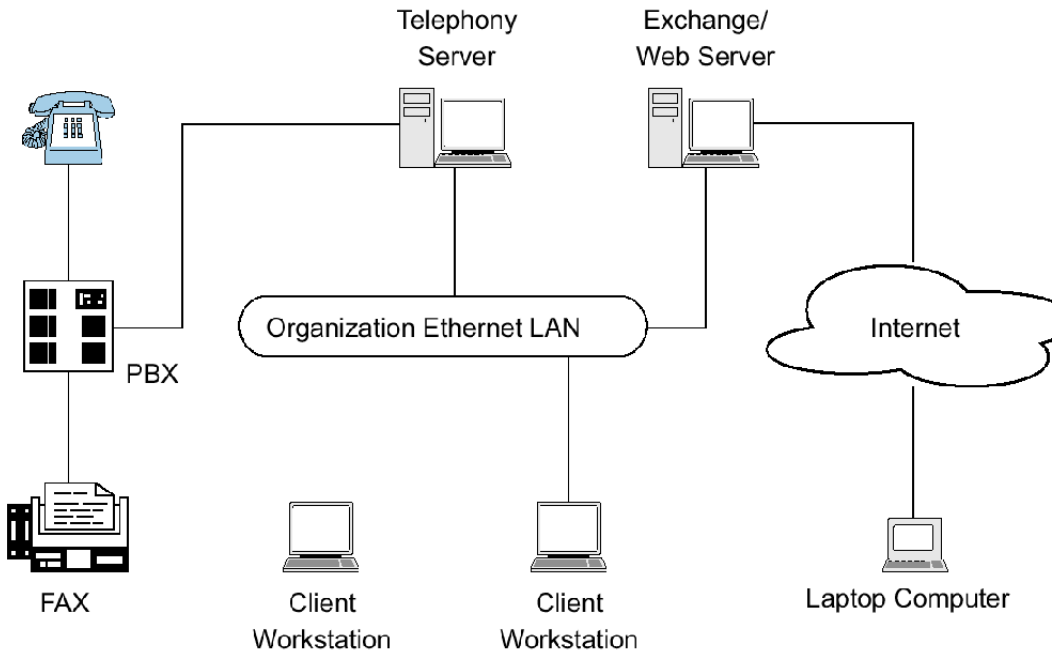 Telephony
Server
Exchange/
Web Server
Organization Ethernet LAN
Internet
PBX
FAX
Client
Workstation
Client
Workstation
Laptop Computer